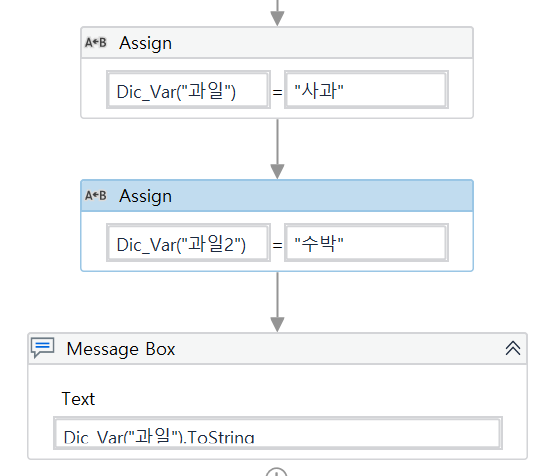 A←B Assign
Dic_Var("과일") = "사과"
A←B Assign
Dic_Var("과일2") = "수박"
Message Box
Text
Dic_Var("과일").ToString